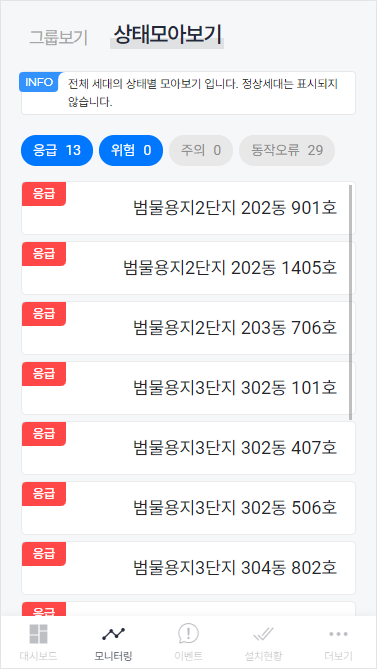 그룹보기 상태모아보기
INFO 전체 세대의 상태별 모아보기 입니다. 정상세대는 표시되지
않습니다.
응급 13 위험 0 주의 0 동작오류 29
응급
범물용지2단지 202동 901호
응급
범물용지2단지 202동 1405호
응급
범물용지2단지 203동 706호
응급
범물용지3단지 302동 101호
응급
범물용지3단지 302동 407호
응급
범물용지3단지 302동 506호
응급
범물용지3단지 304동 802호
응급
대시보드 모니터링 이벤트 설치현황 더보기